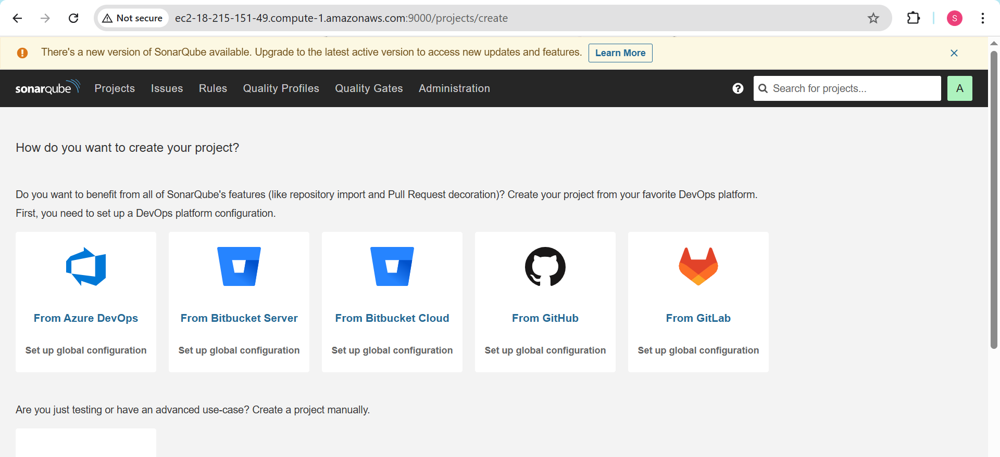 Not secure
ec2-18-215-151-49.compute-1.amazonaws.com:9000/projects/create
S
There's a new version of SonarQube available. Upgrade to the latest active version to access new updates and features.
Learn More
sonarqube
Projects
Issues
Rules
Quality Profiles
Quality Gates
Administration
Search for projects...
A
How do you want to create your project?
Do you want to benefit from all of SonarQube's features (like repository import and Pull Request decoration)? Create your project from your favorite DevOps platform.
First, you need to set up a DevOps platform configuration.
From Azure DevOps
Set up global configuration
From Bitbucket Server
Set up global configuration
From Bitbucket Cloud
Set up global configuration
From GitHub
Set up global configuration
From GitLab
Set up global configuration
Are you just testing or have an advanced use-case? Create a project manually.